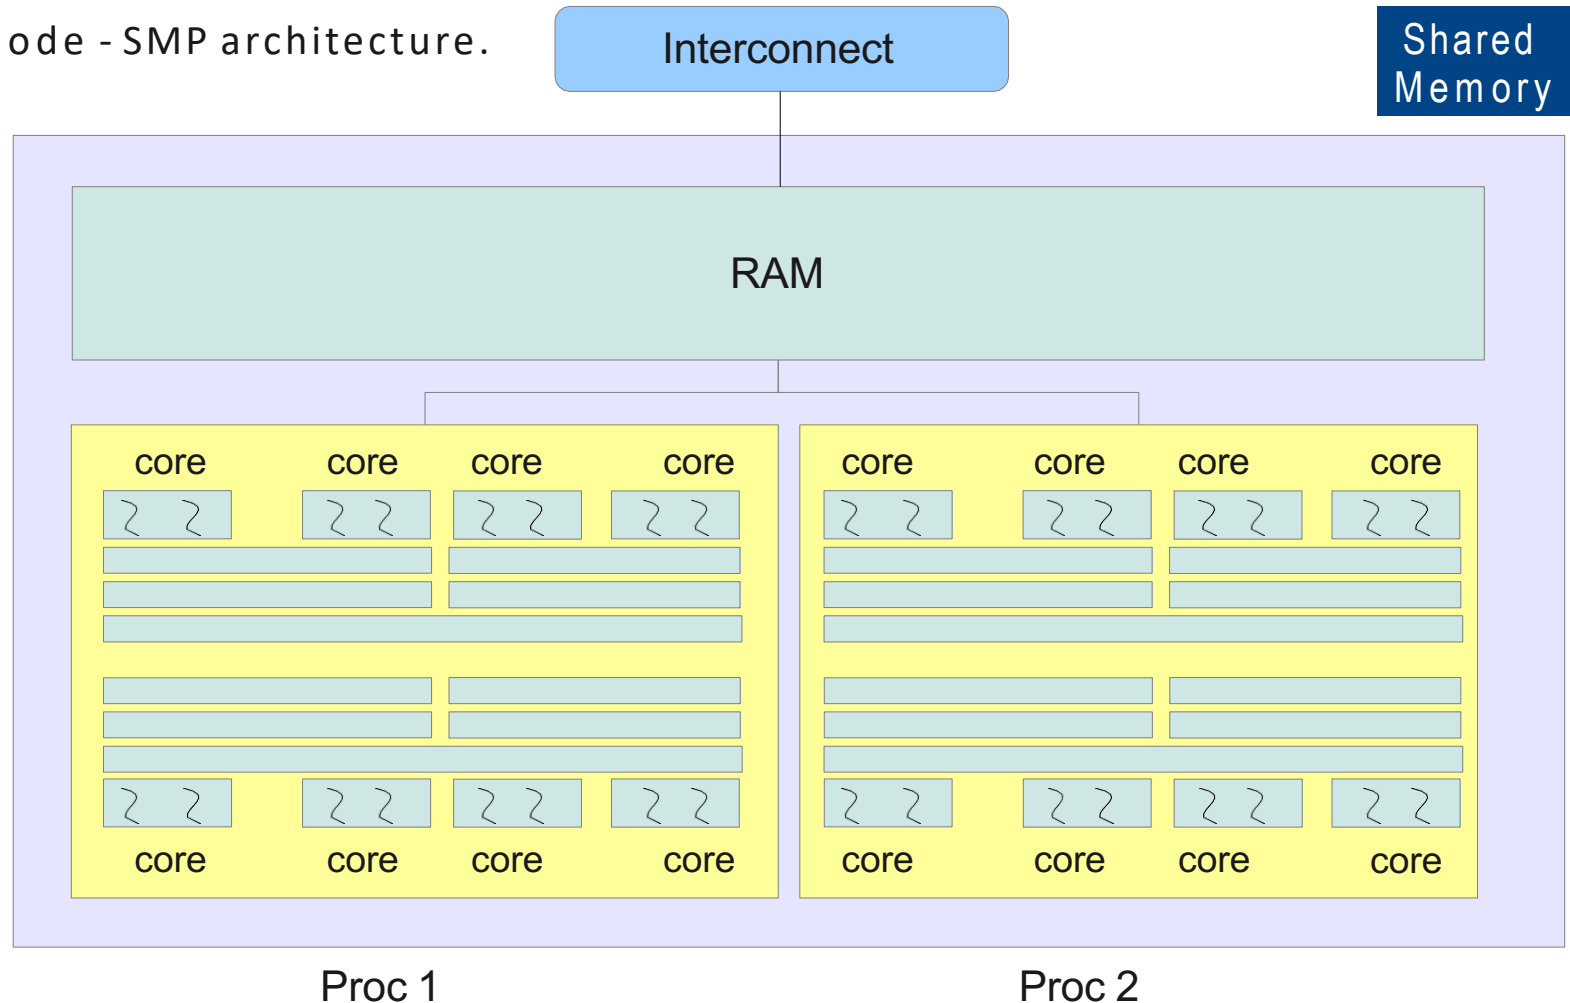 ode - SMP architecture.
Interconnect
Shared
Memory
RAM
core core core core core core core core
core core core core core core core core
Proc 1 Proc 2